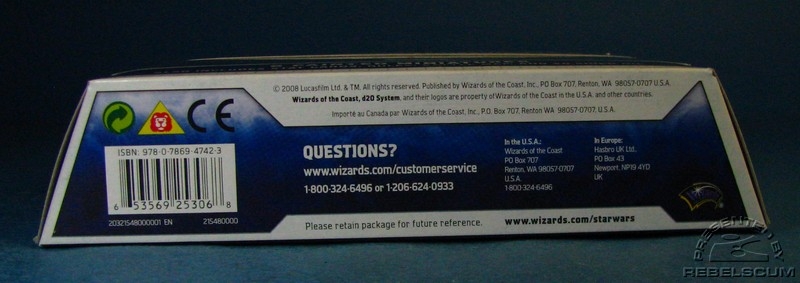 © 2008 Lucasfilm Ltd. & TM. All rights reserved. Published by Wizards of the Coast, Inc., PO Box 707, Renton, WA 98057-0707 U.S.A.
Wizards of the Coast, d20 System, and their logos are property of Wizards of the Coast in the U.S.A. and other countries.
Importé au Canada par Wizards of the Coast, Inc., PO Box 707, Renton WA 98057-0707, U.S.A.
CE
ISBN: 978-0-7869-4742-3
6 53569 25306 8
20321548000001 EN 215480000
QUESTIONS?
www.wizards.com/customerservice
1-800-324-6496 or 1-206-624-0933
In the U.S.A.:
Wizards of the Coast
PO Box 707
Renton, WA 98057-0707
U.S.A.
1-800-324-6496
In Europe:
Hasbro UK Ltd.,
PO Box 43
Newport, NP19 4YD
UK
Please retain package for future reference.
www.wizards.com/starwars
PRESENTED BY
REBELSCUM